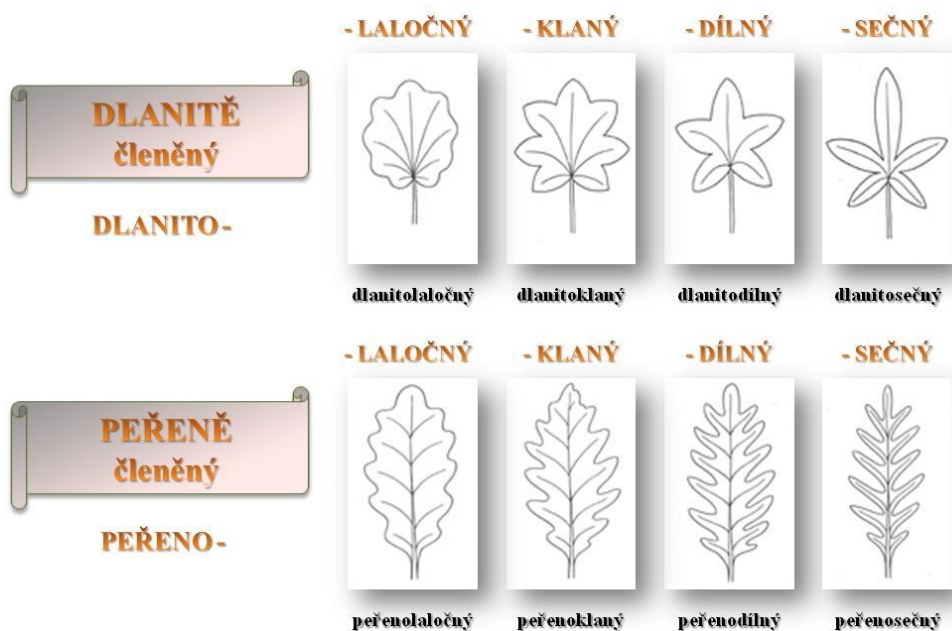 - LALOČNÝ - KLANÝ - DÍLNÝ - SEČNÝ
DLANITĚ
členěný
DLANITO -
dlanitolaločný dlanitoklaný dlanitodílný dlanitosečný
- LALOČNÝ - KLANÝ - DÍLNÝ - SEČNÝ
PEŘENĚ
členěný
PEŘENO -
peřenolaločný peřenoklaný peřenodílný peřenosečný